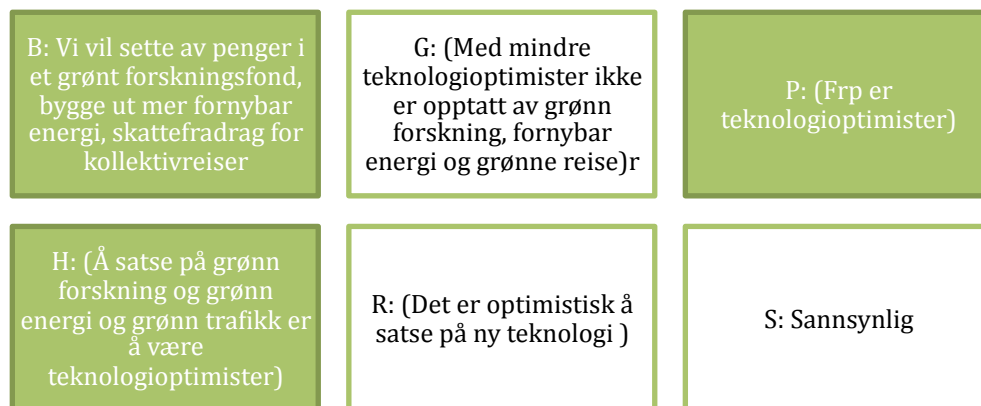 B: Vi vil sette av penger i
et grønt forskningsfond,
bygge ut mer fornybar
energi, skattefradrag for
kollektivreiser
G: (Med mindre
teknologioptimister ikke
er opptatt av grønn
forskning, fornybar
energi og grønne reise)r
P: (Frp er
teknologioptimister)
H: (Å satse på grønn
forskning og grønn
energi og grønn trafikk er
å være
teknologioptimister)
R: (Det er optimistisk å
satse på ny teknologi )
S: Sannsynlig